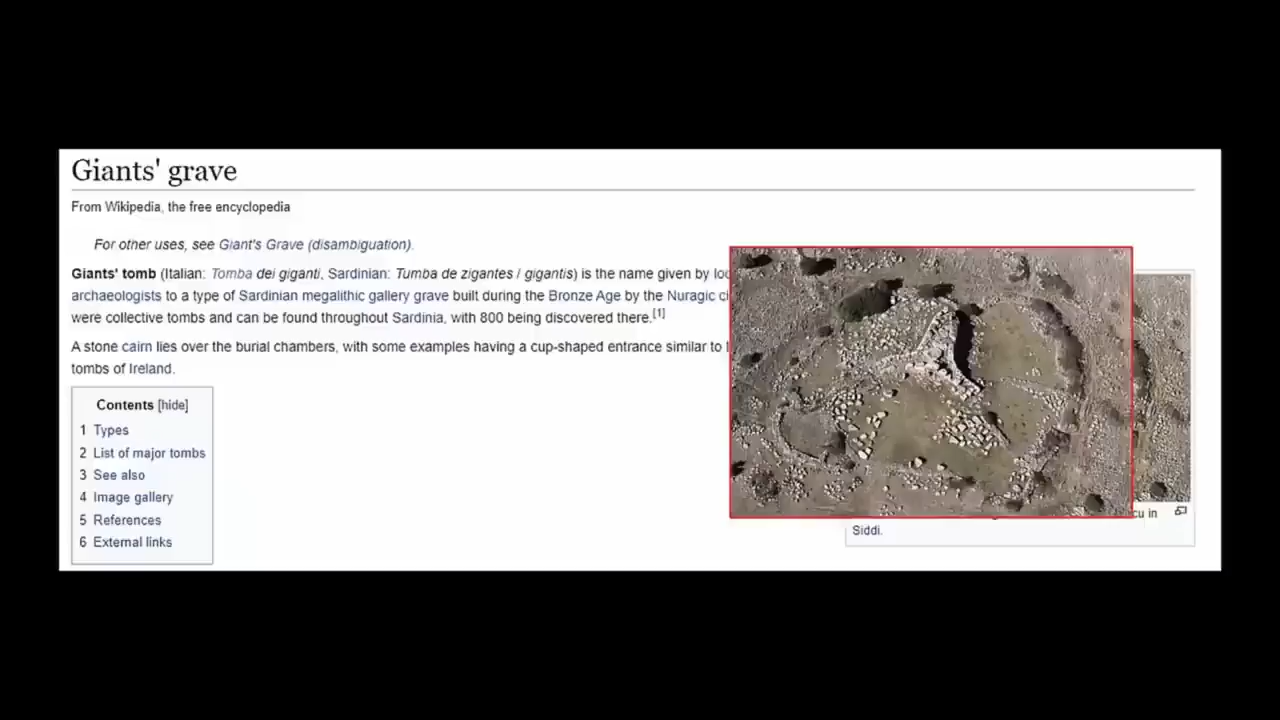 Giants' grave
From Wikipedia, the free encyclopedia
For other uses, see Giant's Grave (disambiguation).
Giants' tomb (Italian: Tomba dei giganti, Sardinian: Tumba de zigantes / gigantis) is the name given by
archaeologists to a type of Sardinian megalithic gallery grave built during the Bronze Age by the Nuragic
were collective tombs and can be found throughout Sardinia, with 800 being discovered there.[1]
A stone cairn lies over the burial chambers, with some examples having a cup-shaped entrance similar to
tombs of Ireland.
Contents [hide]
1 Types
2 List of major tombs
3 See also
4 Image gallery
5 References
6 External links
in
Siddi.